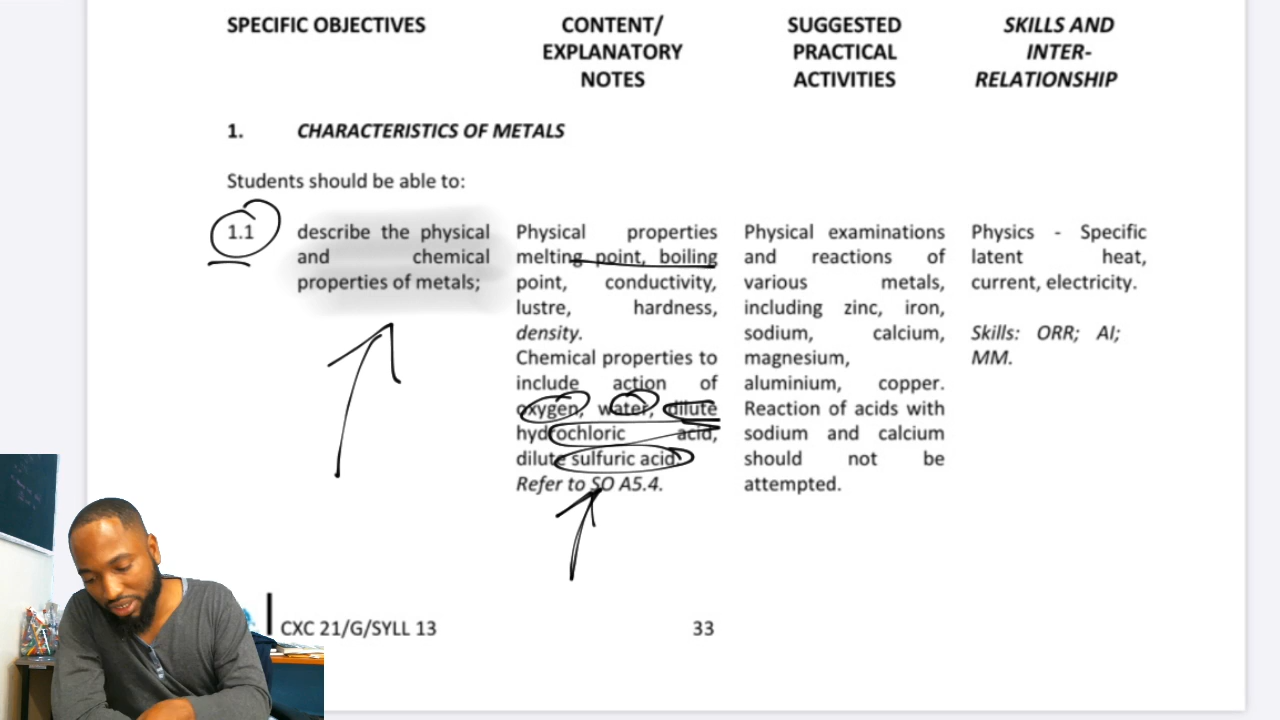 SPECIFIC OBJECTIVES
CONTENT/
EXPLANATORY
NOTES
SUGGESTED
PRACTICAL
ACTIVITIES
SKILLS AND
INTER-
RELATIONSHIP
1. CHARACTERISTICS OF METALS
Students should be able to:
1.1 describe the physical
and chemical
properties of metals;
Physical properties
melting point, boiling
point, conductivity,
lustre, hardness,
density.
Chemical properties to
include action of
oxygen, water, dilute
hydrochloric acid,
dilute sulfuric acid.
Refer to SO A5.4.
Physical examinations
and reactions of
various metals,
including zinc, iron,
sodium, calcium,
magnesium,
aluminium, copper.
Reaction of acids with
sodium and calcium
should not be
attempted.
Physics - Specific
latent heat,
current, electricity.
Skills: ORR; AI;
MM.
CXC 21/G/SYLL 13
33